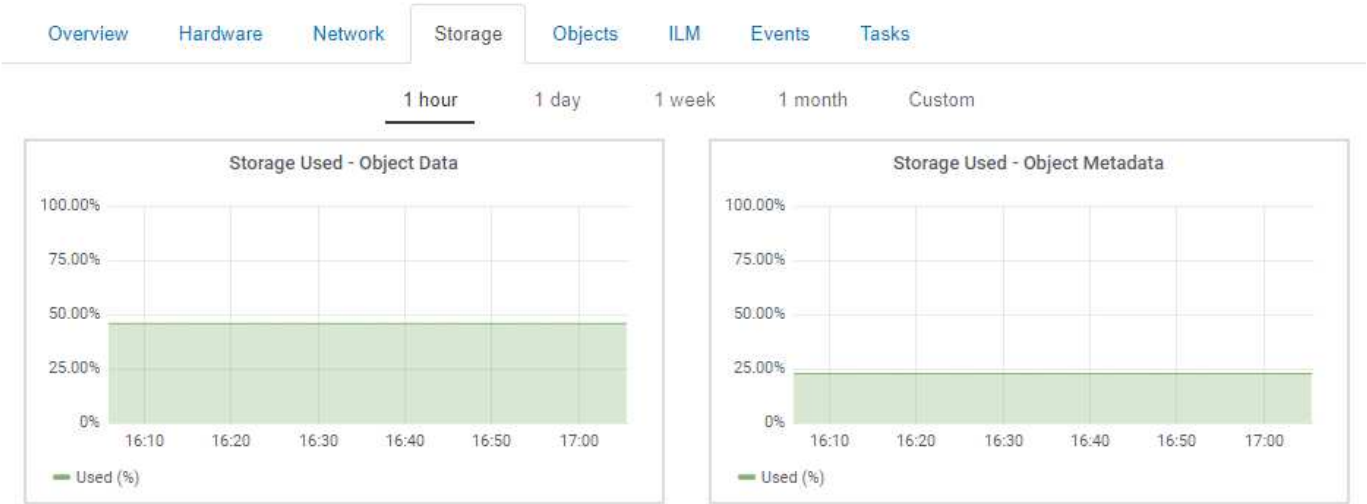 Overview Hardware Network Storage Objects ILM Events Tasks
1 hour 1 day 1 week 1 month Custom
Storage Used - Object Data
100.00%
75.00%
50.00%
25.00%
0%
16:10 16:20 16:30 16:40 16:50 17:00
Used (%)
Storage Used - Object Metadata
100.00%
75.00%
50.00%
25.00%
0%
16:10 16:20 16:30 16:40 16:50 17:00
Used (%)